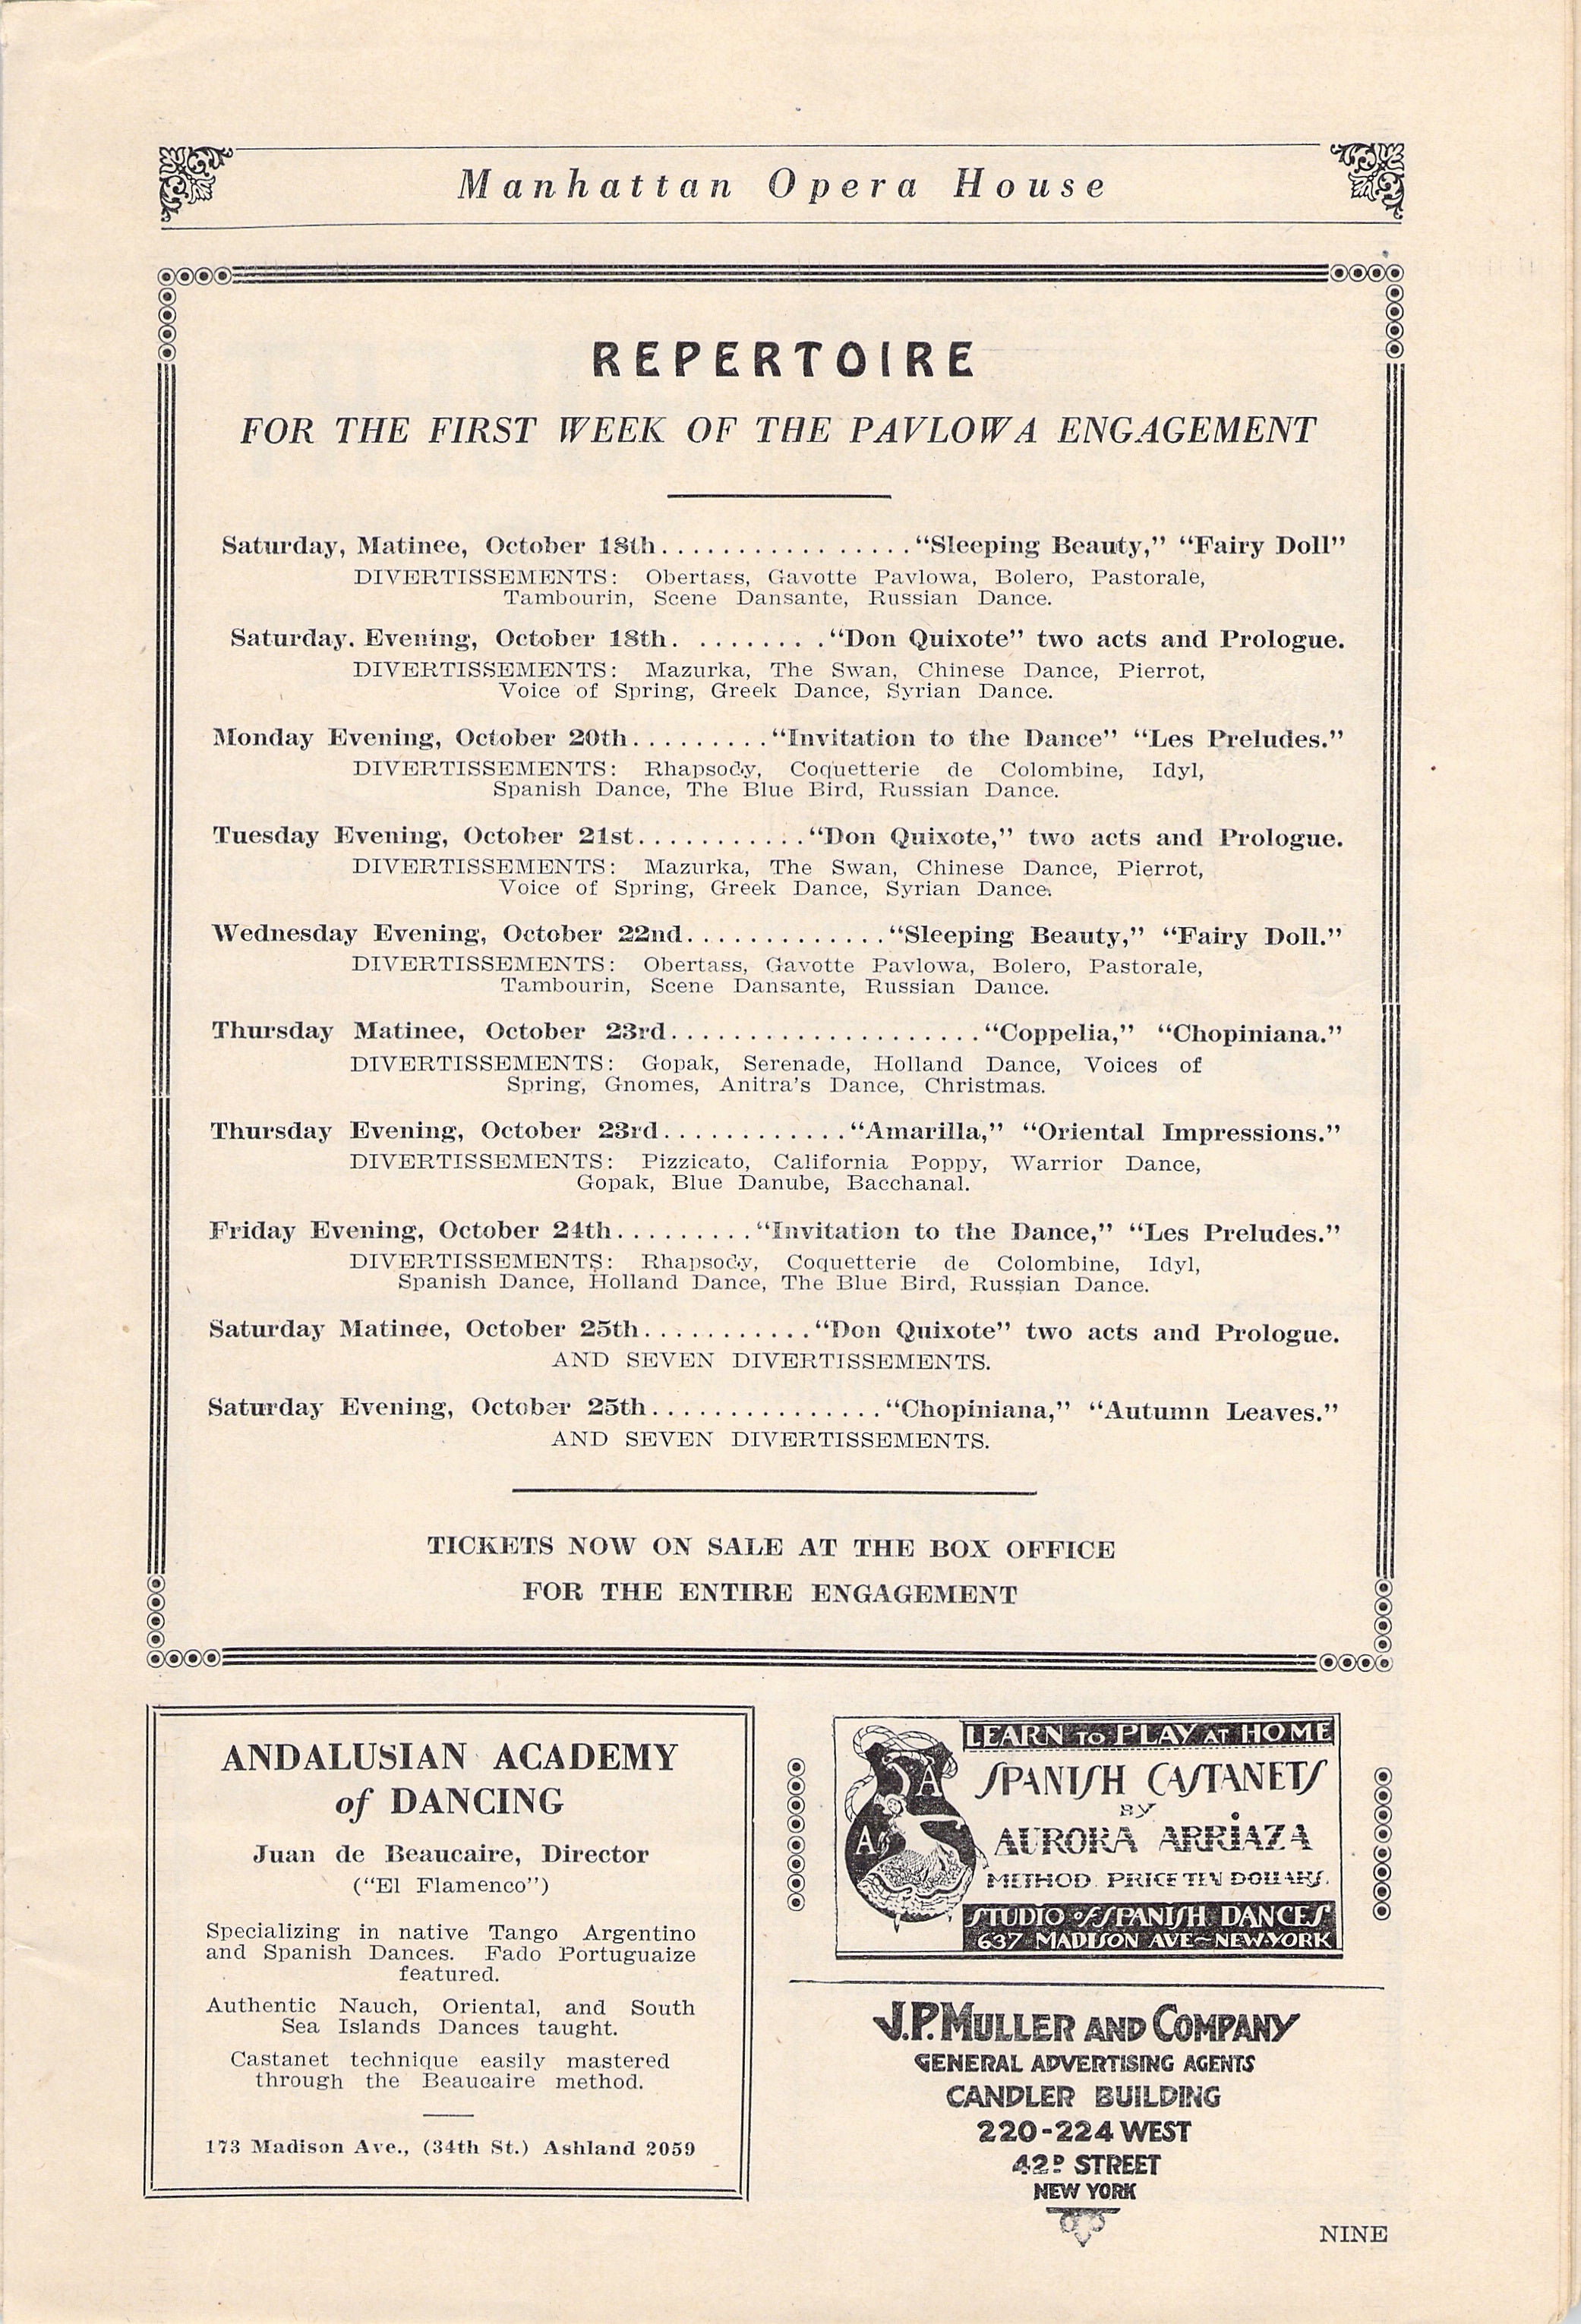 Manhattan Opera House
REPERTOIRE
FOR THE FIRST WEEK OF THE PAVLOWA ENGAGEMENT
Saturday, Matinee, October 18th................“Sleeping Beauty,” “Fairy Doll”
DIVERTISSEMENTS: Obertass, Gavotte Pavlowa, Bolero, Pastorale,
Tambourin, Scene Dansante, Russian Dance.
Saturday. Evening, October 18th. ........“Don Quixote” two acts and Prologue.
DIVERTISSEMENTS: Mazurka, The Swan, Chinese Dance, Pierrot,
Voice of Spring, Greek Dance, Syrian Dance.
Monday Evening, October 20th.........“Invitation to the Dance” “Les Preludes.”
DIVERTISSEMENTS: Rhapsody, Coquetterie de Colombine, Idyl,
Spanish Dance, The Blue Bird, Russian Dance.
Tuesday Evening, October 21st...........“Don Quixote,” two acts and Prologue.
DIVERTISSEMENTS: Mazurka, The Swan, Chinese Dance, Pierrot,
Voice of Spring, Greek Dance, Syrian Dance.
Wednesday Evening, October 22nd.............“Sleeping Beauty,” “Fairy Doll.”
DIVERTISSEMENTS: Obertass, Gavotte Pavlowa, Bolero, Pastorale,
Tambourin, Scene Dansante, Russian Dance.
Thursday Matinee, October 23rd....................“Coppelia,” “Chopiniana.”
DIVERTISSEMENTS: Gopak, Serenade, Holland Dance, Voices of
Spring, Gnomes, Anitra’s Dance, Christmas.
Thursday Evening, October 23rd............“Amarilla,” “Oriental Impressions.”
DIVERTISSEMENTS: Pizzicato, California Poppy, Warrior Dance,
Gopak, Blue Danube, Bacchanal.
Friday Evening, October 24th.........“Invitation to the Dance,” “Les Preludes.”
DIVERTISSEMENTS: Rhapsody, Coquetterie de Colombine, Idyl,
Spanish Dance, Holland Dance, The Blue Bird, Russian Dance.
Saturday Matinee, October 25th...........“Don Quixote” two acts and Prologue.
AND SEVEN DIVERTISSEMENTS.
Saturday Evening, October 25th...............“Chopiniana,” “Autumn Leaves.”
AND SEVEN DIVERTISSEMENTS.
TICKETS NOW ON SALE AT THE BOX OFFICE
FOR THE ENTIRE ENGAGEMENT
ANDALUSIAN ACADEMY
of DANCING
Juan de Beaucaire, Director
(“El Flamenco”)
Specializing in native Tango Argentino
and Spanish Dances. Fado Portuguaize
featured.
Authentic Nauch, Oriental, and South
Sea Islands Dances taught.
Castanet technique easily mastered
through the Beaucaire method.
173 Madison Ave., (34th St.) Ashland 2059
LEARN TO PLAY AT HOME
SPANISH CASTANETS
BY
AURORA ARRIAZA
METHOD. PRICE TEN DOLLARS.
STUDIO OF SPANISH DANCES
637 MADISON AVE~NEW·YORK
A
A
J.P. MULLER AND COMPANY
GENERAL ADVERTISING AGENTS
CANDLER BUILDING
220-224 WEST
42D STREET
NEW YORK
NINE